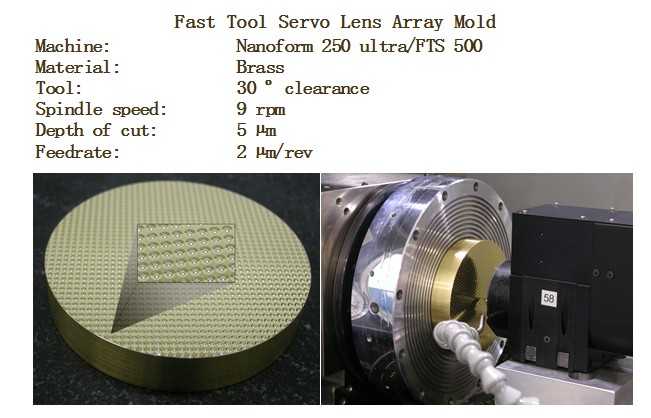 Fast Tool Servo Lens Array Mold
Machine: Nanoform 250 ultra/FTS 500
Material: Brass
Tool: 30 ° clearance
Spindle speed: 9 rpm
Depth of cut: 5 μm
Feedrate: 2 μm/rev
58